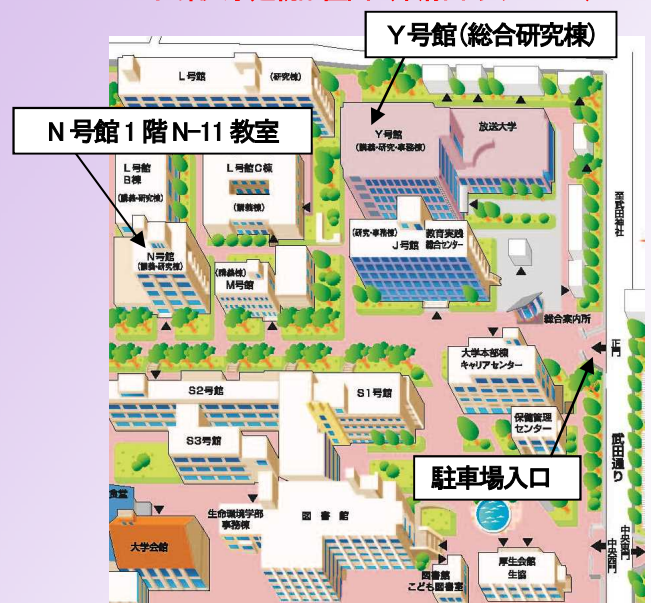 Y号館(総合研究棟)
L号館
(研究棟)
N号館1階N-11教室
Y号館
(講義・研究・事務棟)
放送大学
L号館
B棟
(講義・研究棟)
L号館C棟
(講義棟)
至武田神社
(研究・事務棟)
J号館
教育実践
総合センター
N号館
(講義・研究棟)
(講義棟)
M号館
総合案内所
正門
大学本部棟
キャリアセンター
S2号館
S1号館
保健管理
センター
S3号館
武田通り
駐車場入口
食堂
生命環境学部
事務棟
図書館
大学会館
中央西門
中央東門
厚生会館
生協
図書館
こども図書室